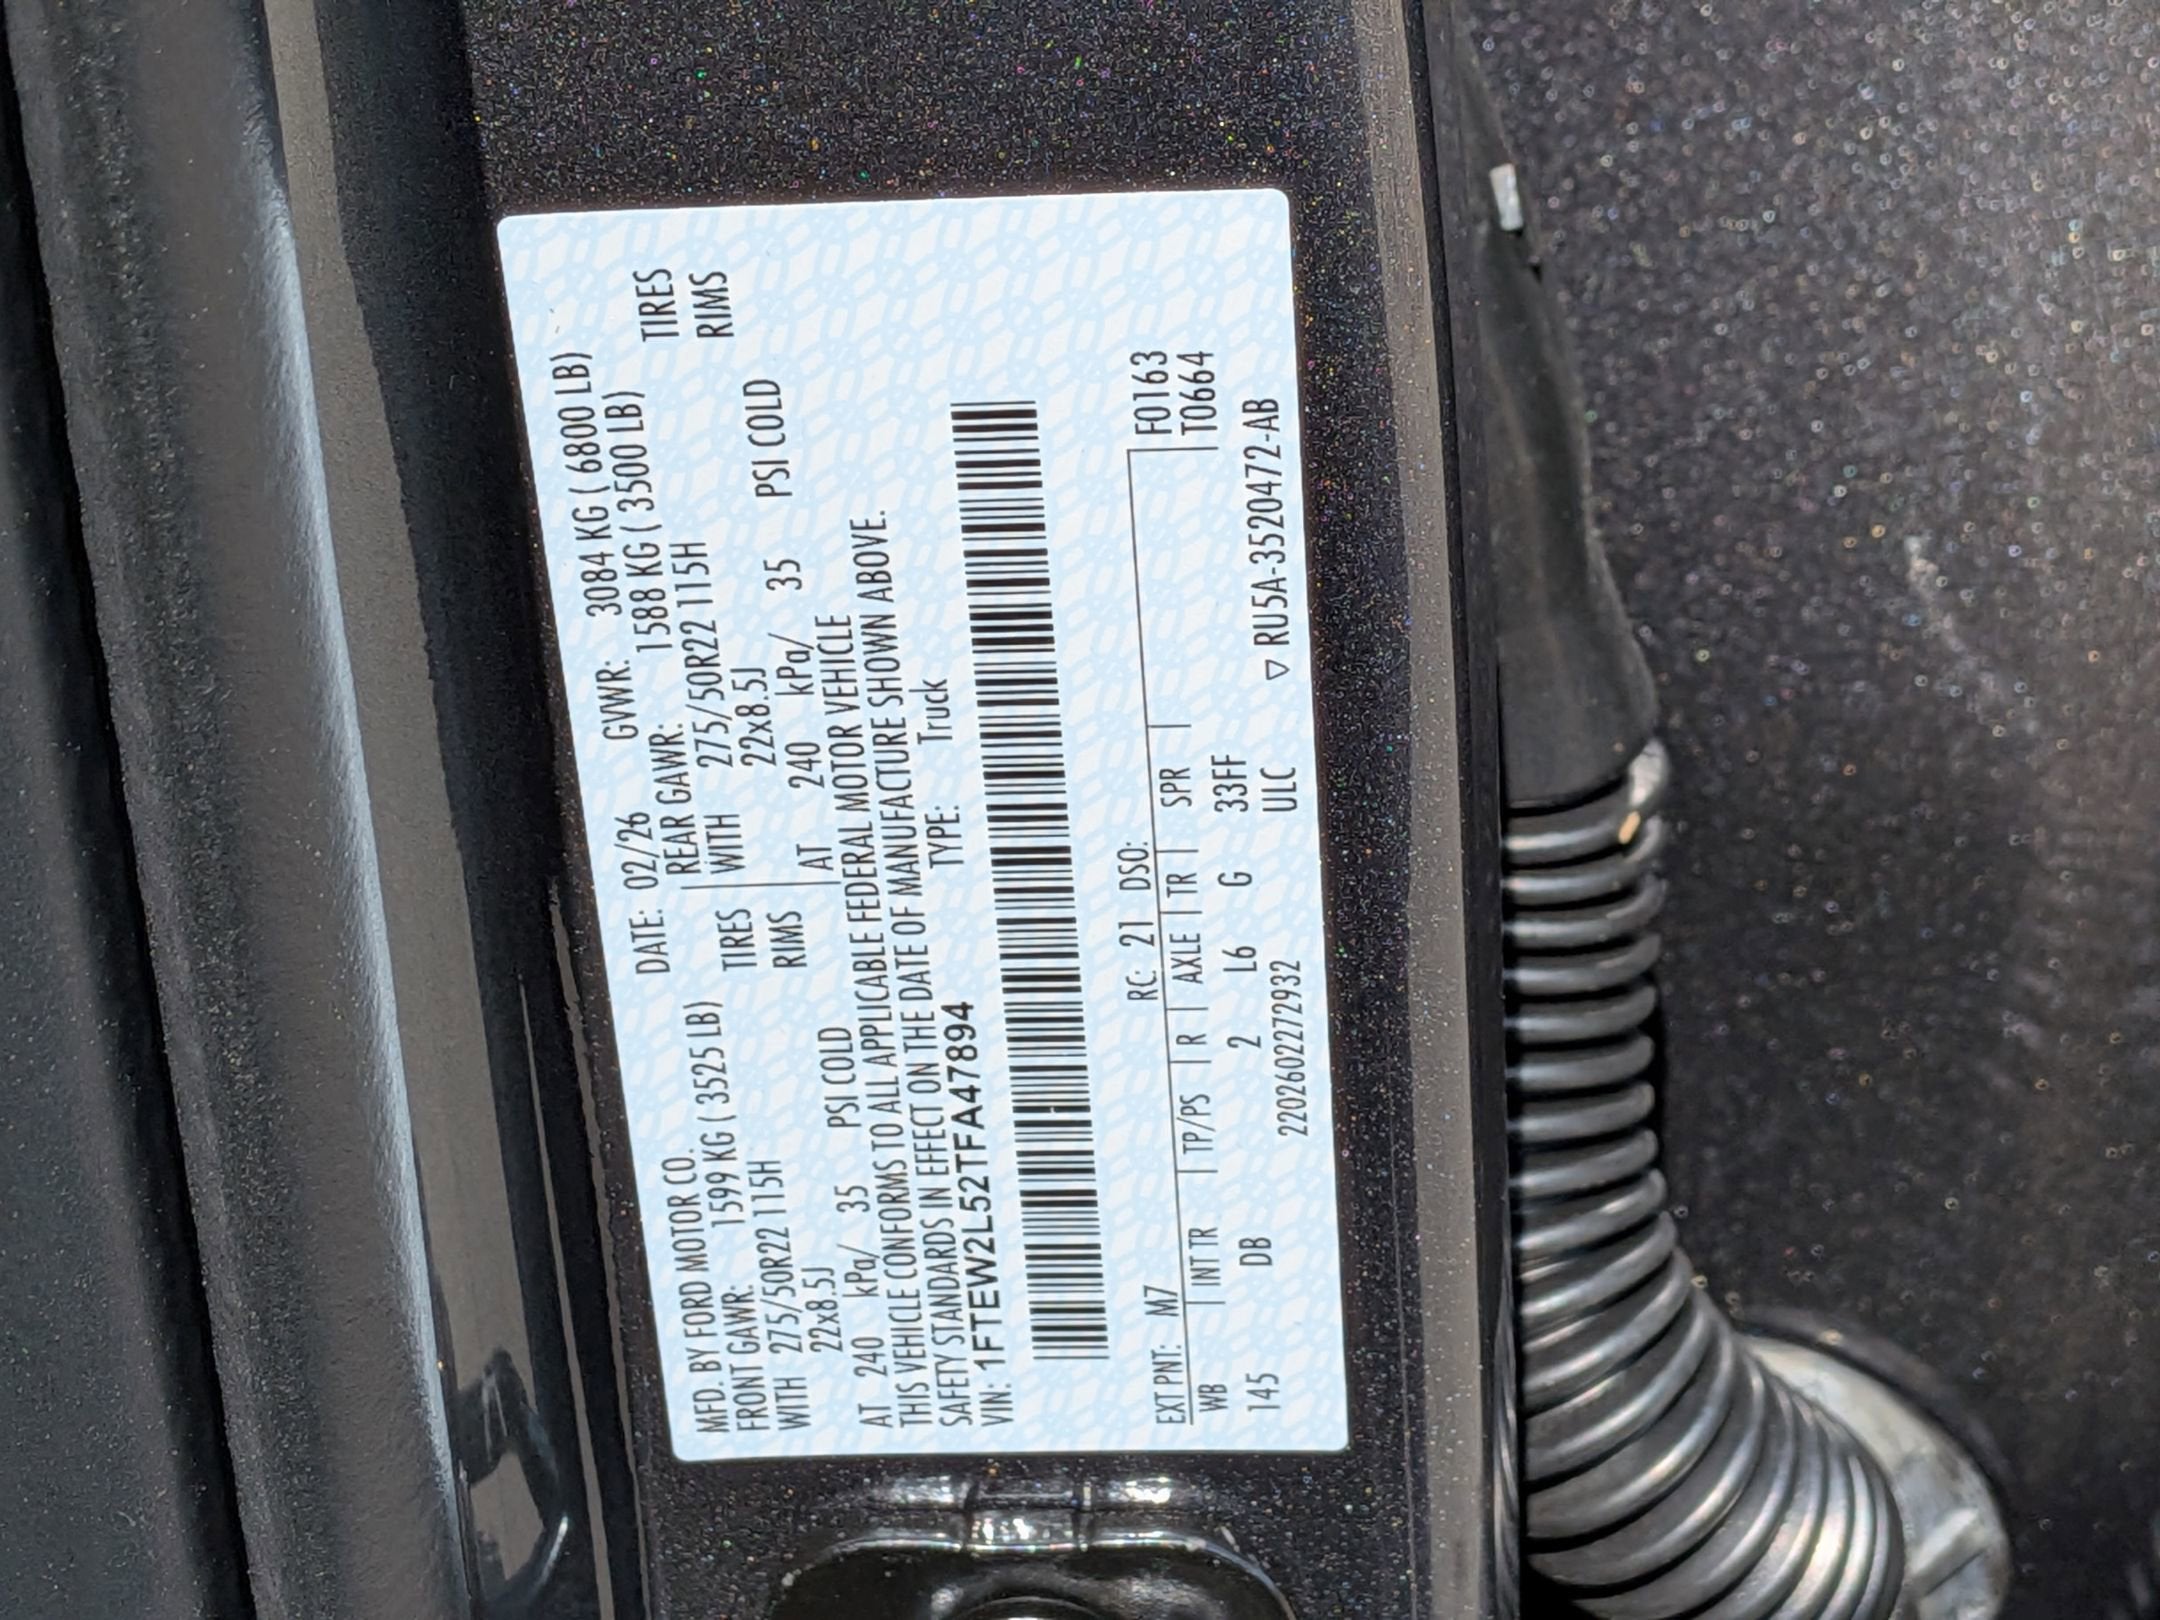 MFD. BY FORD MOTOR CO. DATE: 02/26 GVWR: 3084 KG ( 6800 LB)
FRONT GAWR: 1599 KG ( 3525 LB) REAR GAWR: 1588 KG ( 3500 LB)
WITH 275/50R22 115H TIRES WITH 275/50R22 115H TIRES
22x8.5J RIMS 22x8.5J RIMS
AT 240 kPa/ 35 PSI COLD AT 240 kPa/ 35 PSI COLD
THIS VEHICLE CONFORMS TO ALL APPLICABLE FEDERAL MOTOR VEHICLE
SAFETY STANDARDS IN EFFECT ON THE DATE OF MANUFACTURE SHOWN ABOVE.
VIN: 1FTEW2L52TFA47894 TYPE: Truck
EXT PNT: M7 RC: 21 DSO: F0163
WB INT TR TP/PS R AXLE TR SPR T0664
145 DB 2 L6 G 33FF
2202602272932 ULC ▽ RU5A-3520472-AB